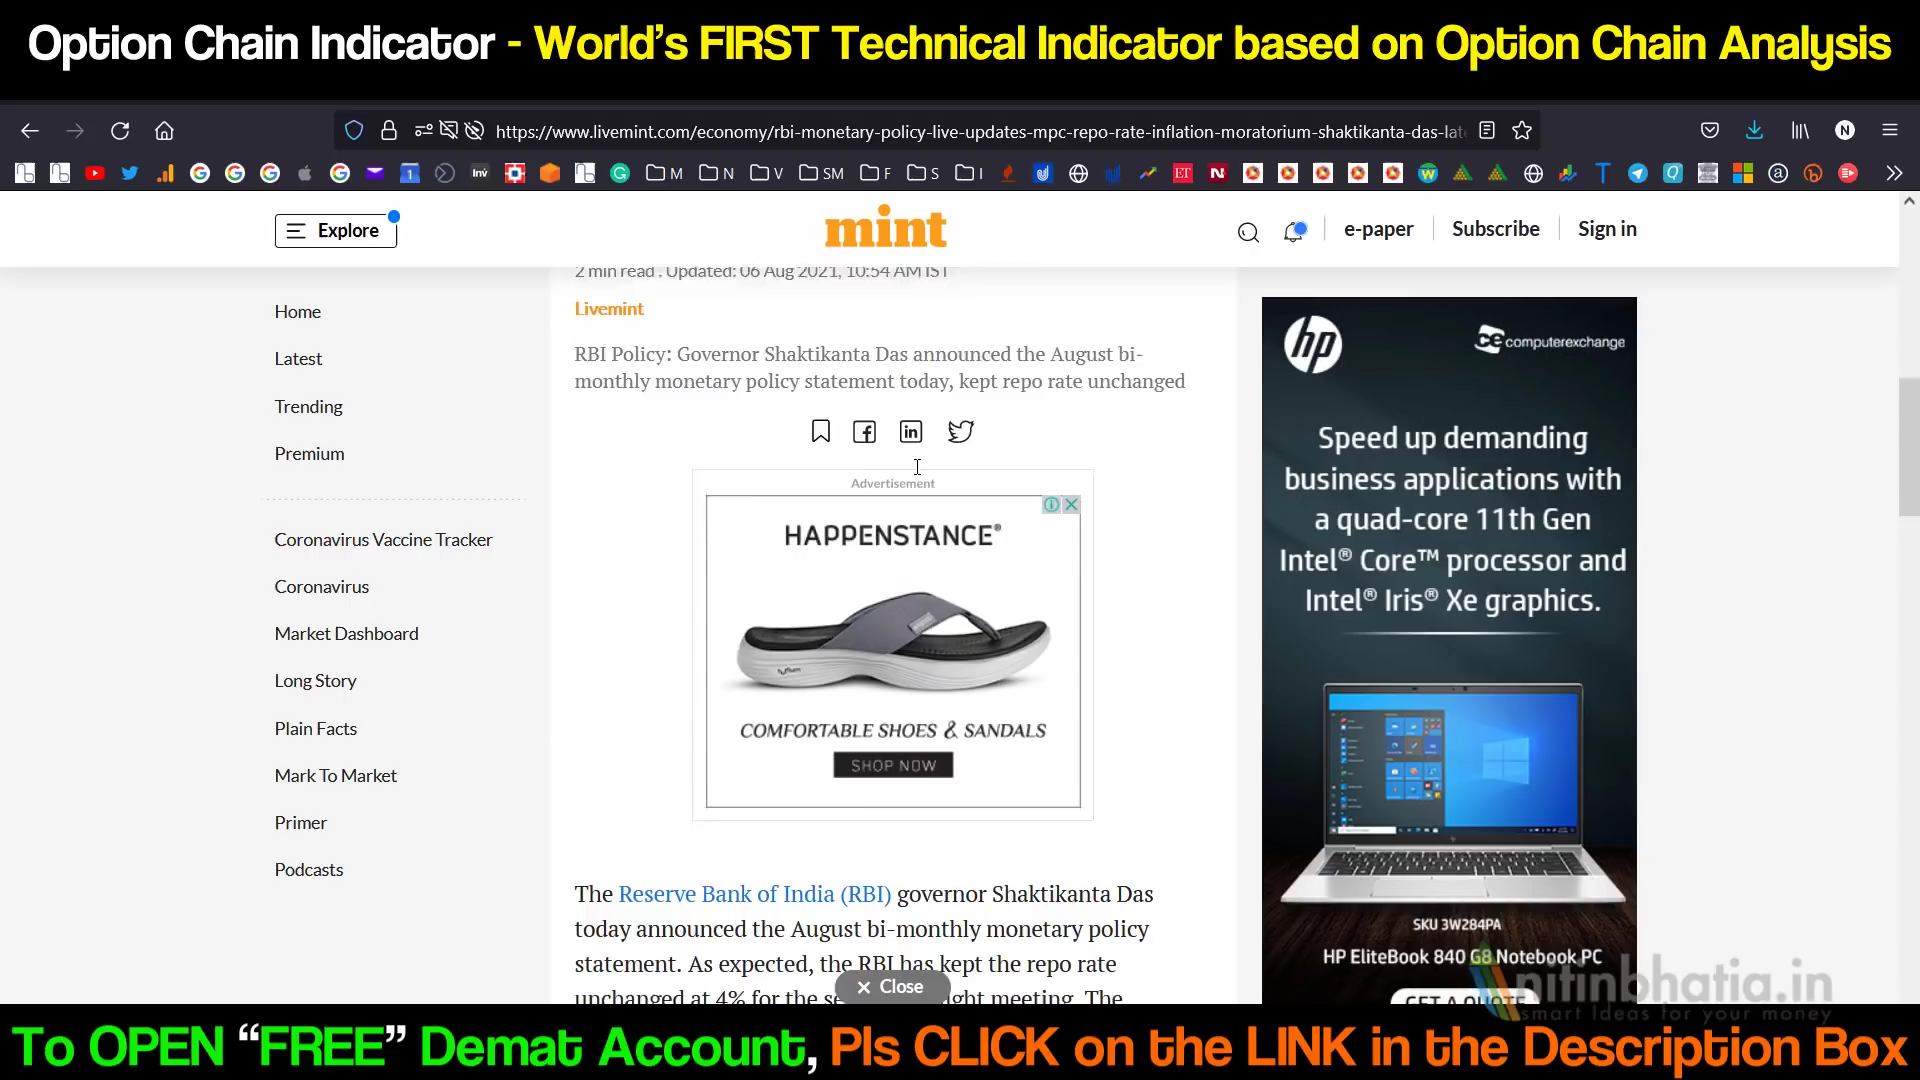 Option Chain Indicator - World's FIRST Technical Indicator based on Option Chain Analysis
https://www.livemint.com/economy/rbi-monetary-policy-live-updates-mpc-repo-rate-inflation-moratorium-shaktikanta-das-lat
N
1
Inv
M
N
V
SM
F
S
I
ET
N
W
T
Q
a
b
Explore
mint
e-paper
Subscribe
Sign in
2 min read . Updated: 06 Aug 2021, 10:54 AM IST
Livemint
RBI Policy: Governor Shaktikanta Das announced the August bi-
monthly monetary policy statement today, kept repo rate unchanged
Home
Latest
Trending
Premium
Coronavirus Vaccine Tracker
Coronavirus
Market Dashboard
Long Story
Plain Facts
Mark To Market
Primer
Podcasts
Advertisement
HAPPENSTANCE®
COMFORTABLE SHOES & SANDALS
SHOP NOW
The Reserve Bank of India (RBI) governor Shaktikanta Das
today announced the August bi-monthly monetary policy
statement. As expected, the RBI has kept the repo rate
unchanged at 4% for the meeting. The
Close
hp
ce computerexchange
Speed up demanding
business applications with
a quad-core 11th Gen
Intel® Core™ processor and
Intel® Iris® Xe graphics.
SKU 3W284PA
HP EliteBook 840 G8 Notebook PC
GET A QUOTE
nitinbhatia.in
smart Ideas for your money
To OPEN "FREE" Demat Account, Pls CLICK on the LINK in the Description Box